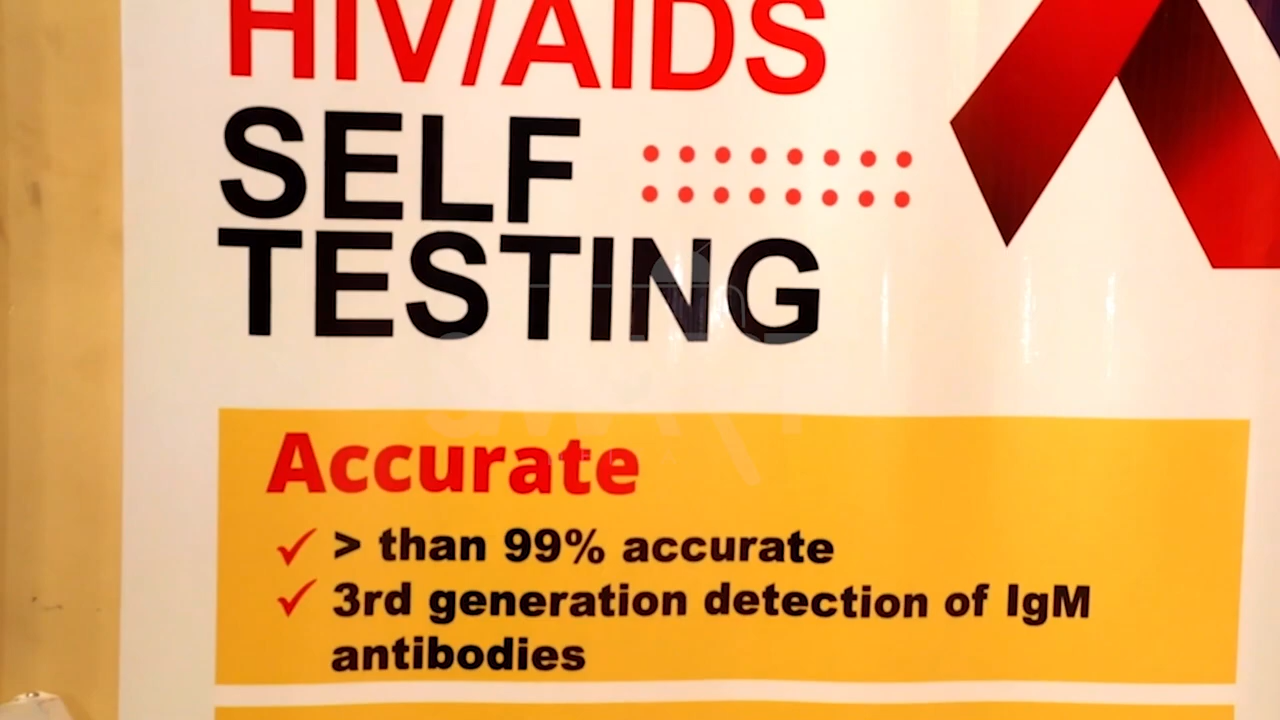 HIV/AIDS
SELF
TESTING
Accurate
✓ > than 99% accurate
✓ 3rd generation detection of IgM
antibodies